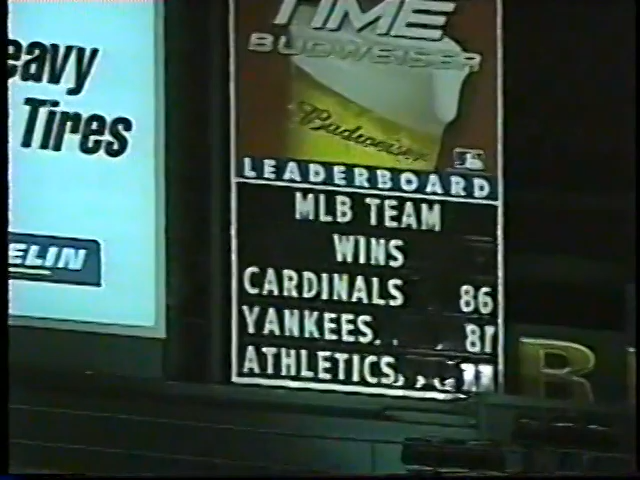 eavy
Tires
ELIN
TIME
BUDWEISER
Budweiser
LEADERBOARD
MLB TEAM
WINS
CARDINALS 86
YANKEES.. 81
ATHLETICS
B